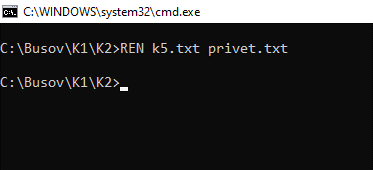 C:\WINDOWS\system32\cmd.exe
C:\Busov\K1\K2>REN k5.txt privet.txt
C:\Busov\K1\K2>